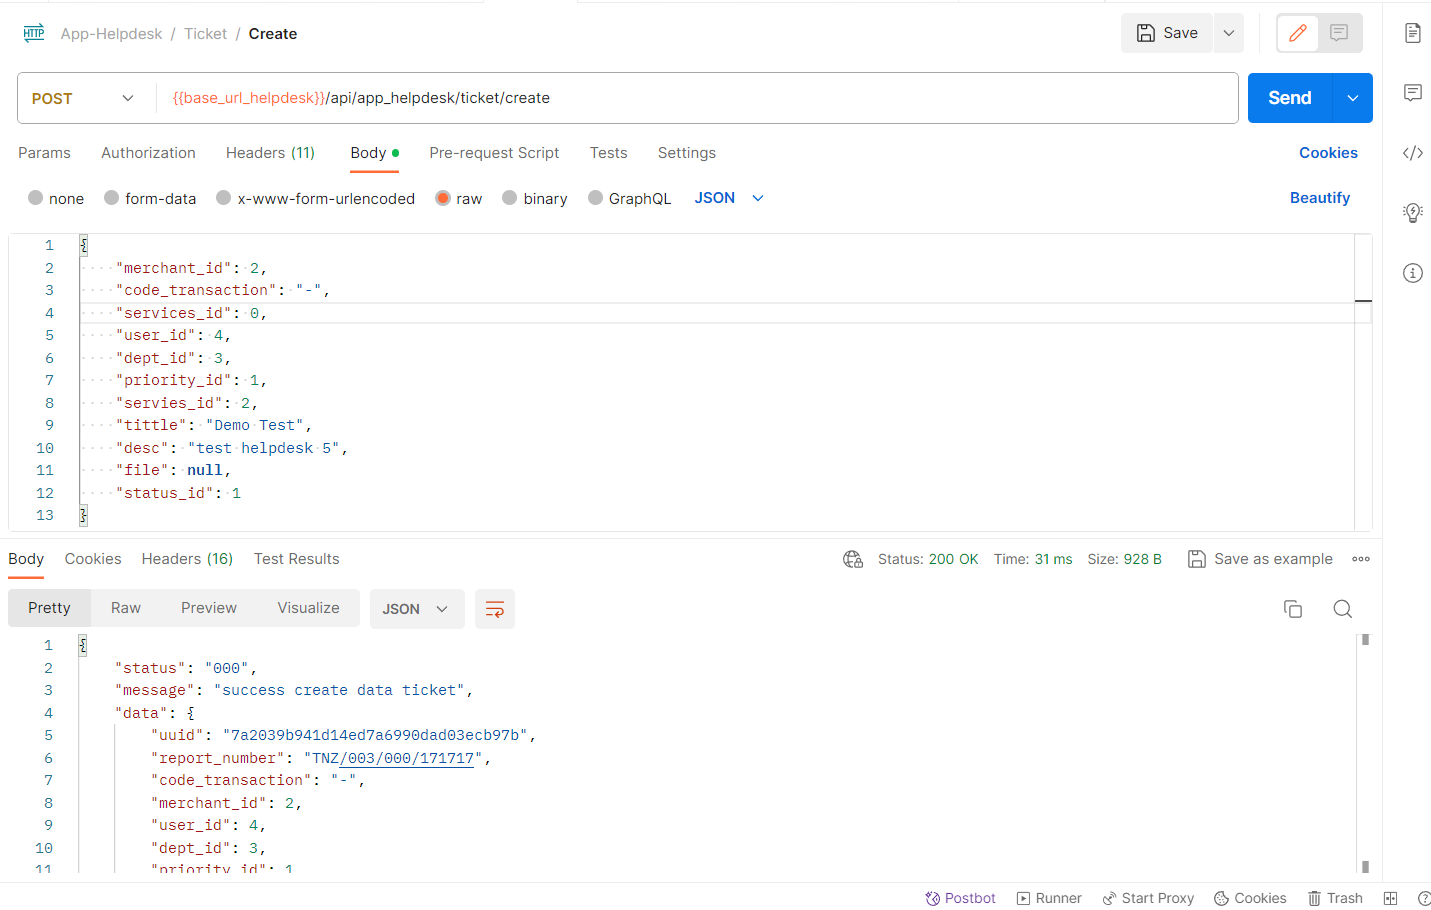 HTTP App-Helpdesk / Ticket / Create Save
POST {{base_url_helpdesk}}/api/app_helpdesk/ticket/create Send
Params Authorization Headers (11) Body Pre-request Script Tests Settings Cookies
none form-data x-www-form-urlencoded raw binary GraphQL JSON Beautify
1 {
2 "merchant_id": 2,
3 "code_transaction": "-",
4 "services_id": 0,
5 "user_id": 4,
6 "dept_id": 3,
7 "priority_id": 1,
8 "servies_id": 2,
9 "tittle": "Demo Test",
10 "desc": "test helpdesk 5",
11 "file": null,
12 "status_id": 1
13 }
Body Cookies Headers (16) Test Results Status: 200 OK Time: 31 ms Size: 928 B Save as example
Pretty Raw Preview Visualize JSON
1 {
2 "status": "000",
3 "message": "success create data ticket",
4 "data": {
5 "uuid": "7a2039b941d14ed7a6990dad03ecb97b",
6 "report_number": "TNZ/003/000/171717",
7 "code_transaction": "-",
8 "merchant_id": 2,
9 "user_id": 4,
10 "dept_id": 3,
11 "priority_id": 1
Postbot Runner Start Proxy Cookies Trash